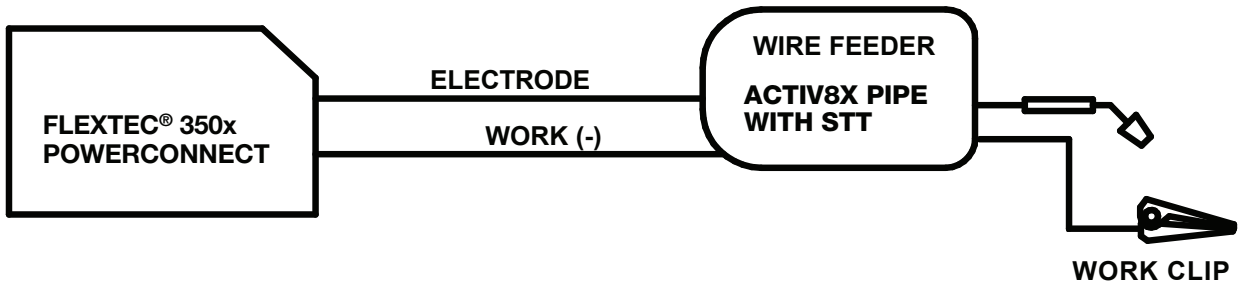 ELECTRODE
WORK (-)
FLEXTEC® 350x
POWERCONNECT
WIRE FEEDER
ACTIV8X PIPE
WITH STT
WORK CLIP